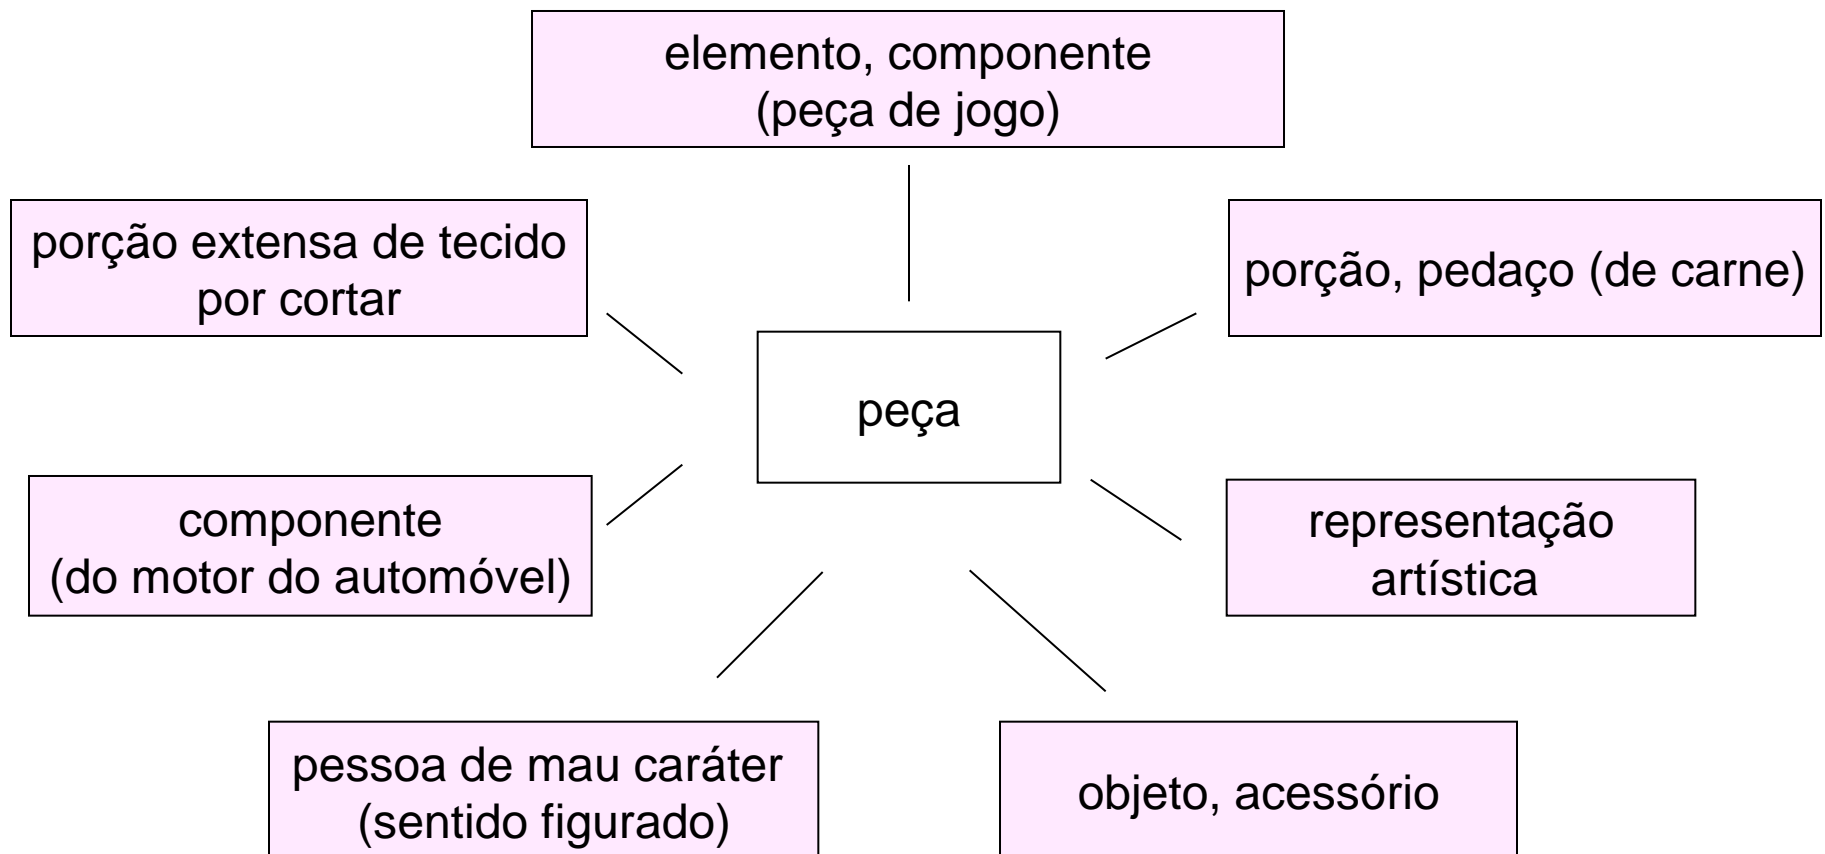 elemento, componente
(peça de jogo)
porção extensa de tecido
por cortar
porção, pedaço (de carne)
peça
componente
(do motor do automóvel)
representação
artística
pessoa de mau caráter
(sentido figurado)
objeto, acessório